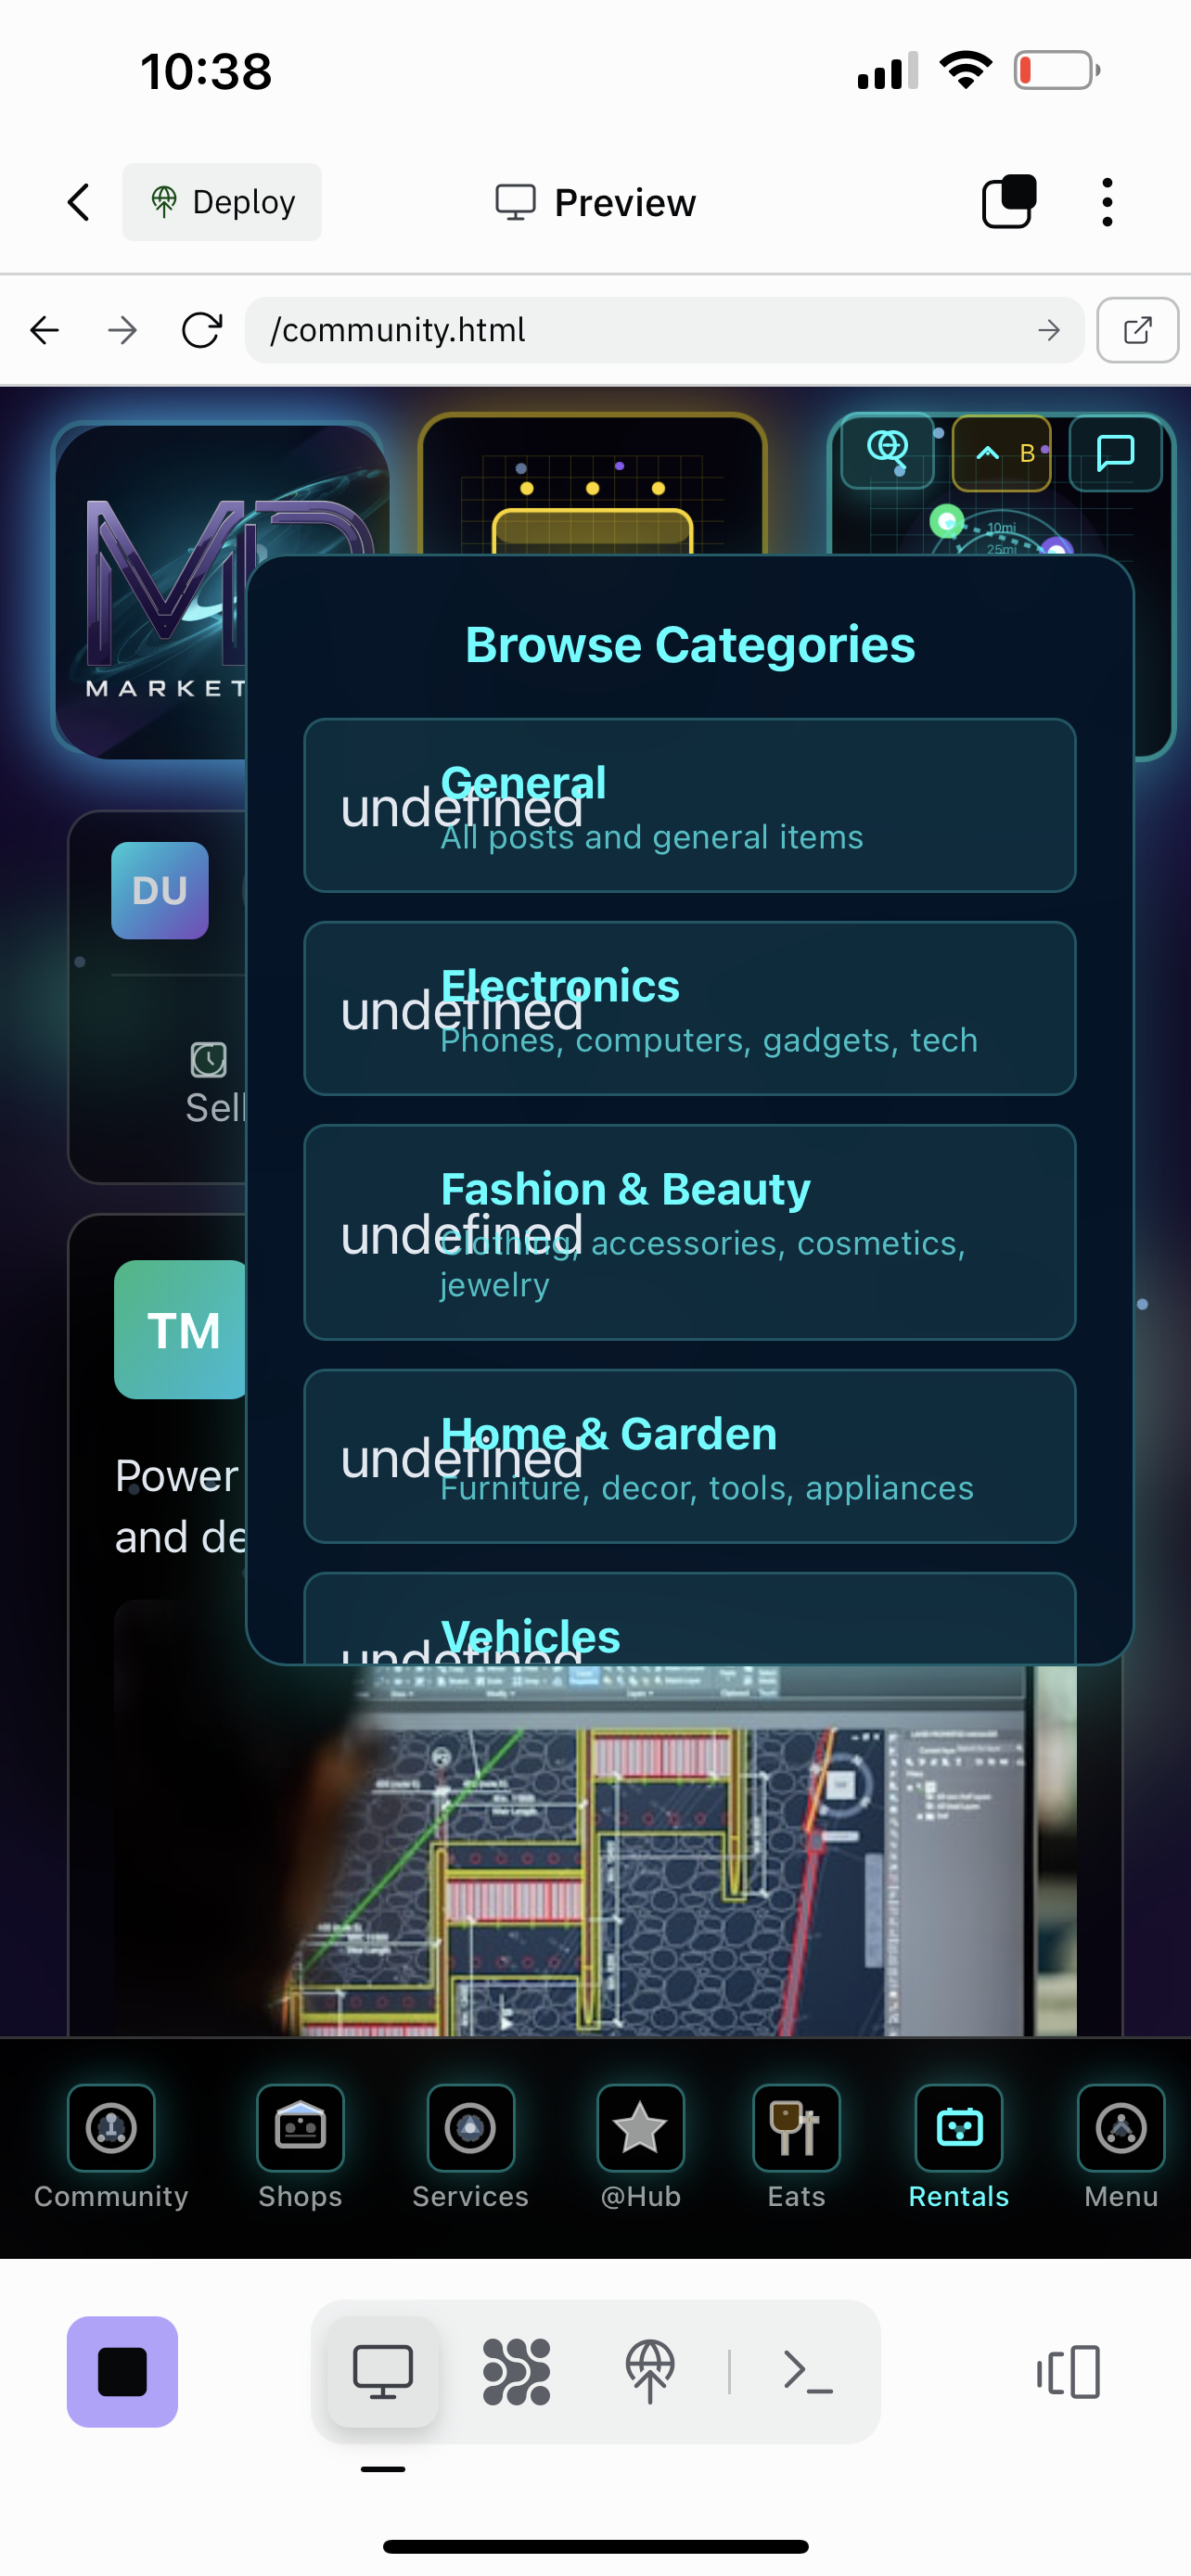 10:38
Deploy
Preview
/community.html
B
10mi
25mi
MARKET
Browse Categories
General
undefined
All posts and general items
DU
Electronics
undefined
Phones, computers, gadgets, tech
Sell
Fashion & Beauty
undefined
Clothing, accessories, cosmetics,
jewelry
TM
Home & Garden
undefined
Furniture, decor, tools, appliances
Power
and de
Vehicles
undefined
Community
Shops
Services
@Hub
Eats
Rentals
Menu